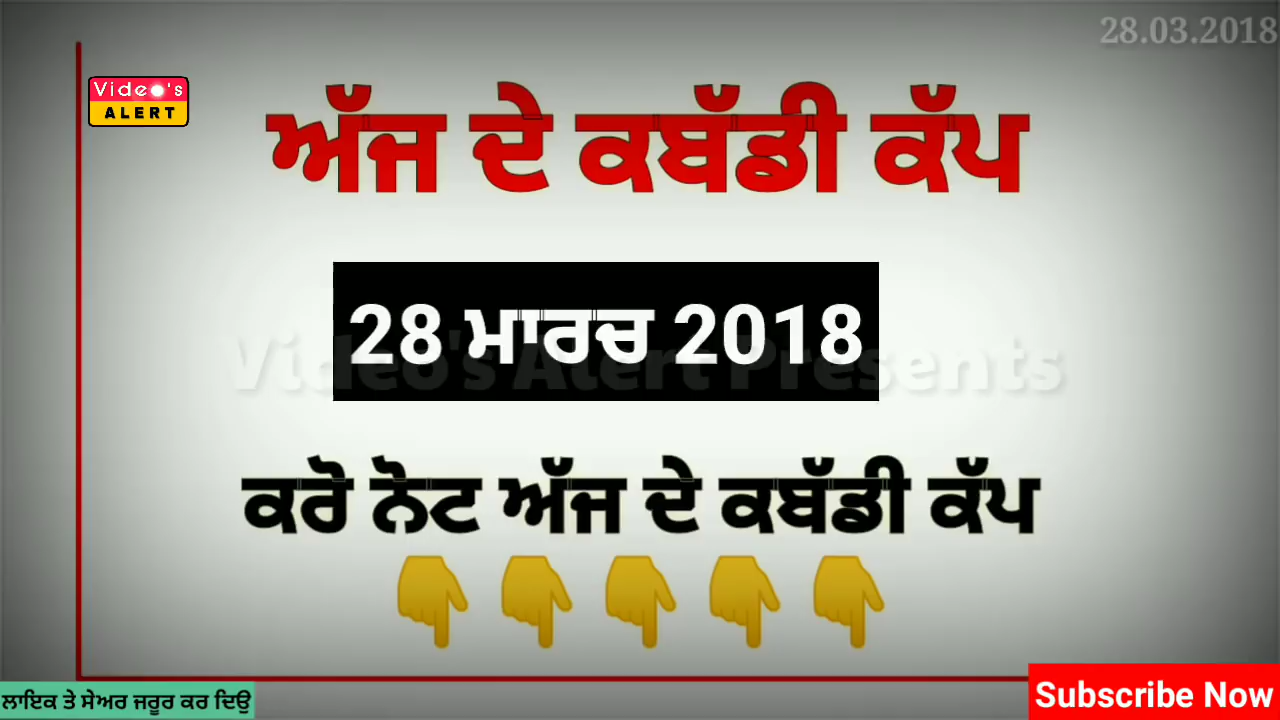 28.03.2018
Video's
ALERT
ਅੱਜ ਦੇ ਕਬੱਡੀ ਕੱਪ
28 ਮਾਰਚ 2018
Video's Alert Presents
ਕਰੋ ਨੋਟ ਅੱਜ ਦੇ ਕਬੱਡੀ ਕੱਪ
👇👇👇👇👇
ਲਾਇਕ ਤੇ ਸੇਅਰ ਜਰੂਰ ਕਰ ਦਿਉ
Subscribe Now